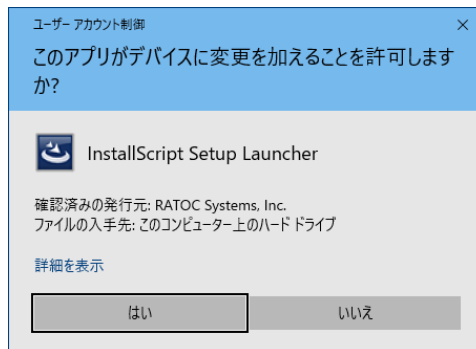 ユーザー アカウント制御
このアプリがデバイスに変更を加えることを許可します
か?
InstallScript Setup Launcher
確認済みの発行元: RATOC Systems, Inc.
ファイルの入手先: このコンピューター上のハード ドライブ
詳細を表示
はい
いいえ